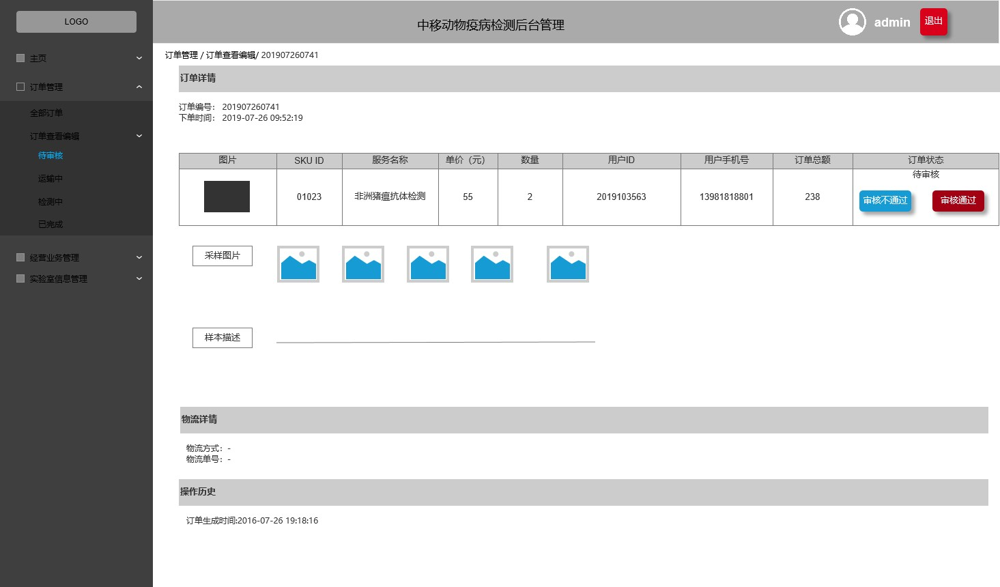 LOGO
中移动物疫病检测后台管理
admin
退出
主页
订单管理
全部订单
订单查看编辑
待审核
运输中
检测中
已完成
经营业务管理
实验室信息管理
订单管理 / 订单查看编辑/ 201907260741
订单详情
订单编号： 201907260741
下单时间： 2019-07-26 09:52:19
图片 SKU ID 服务名称 单价（元） 数量 用户ID 用户手机号 订单总额 订单状态
待审核
01023 非洲猪瘟抗体检测 55 2 2019103563 13981818801 238
审核不通过 审核通过
采样图片
样本描述
物流详情
物流方式：-
物流单号：-
操作历史
订单生成时间:2016-07-26 19:18:16